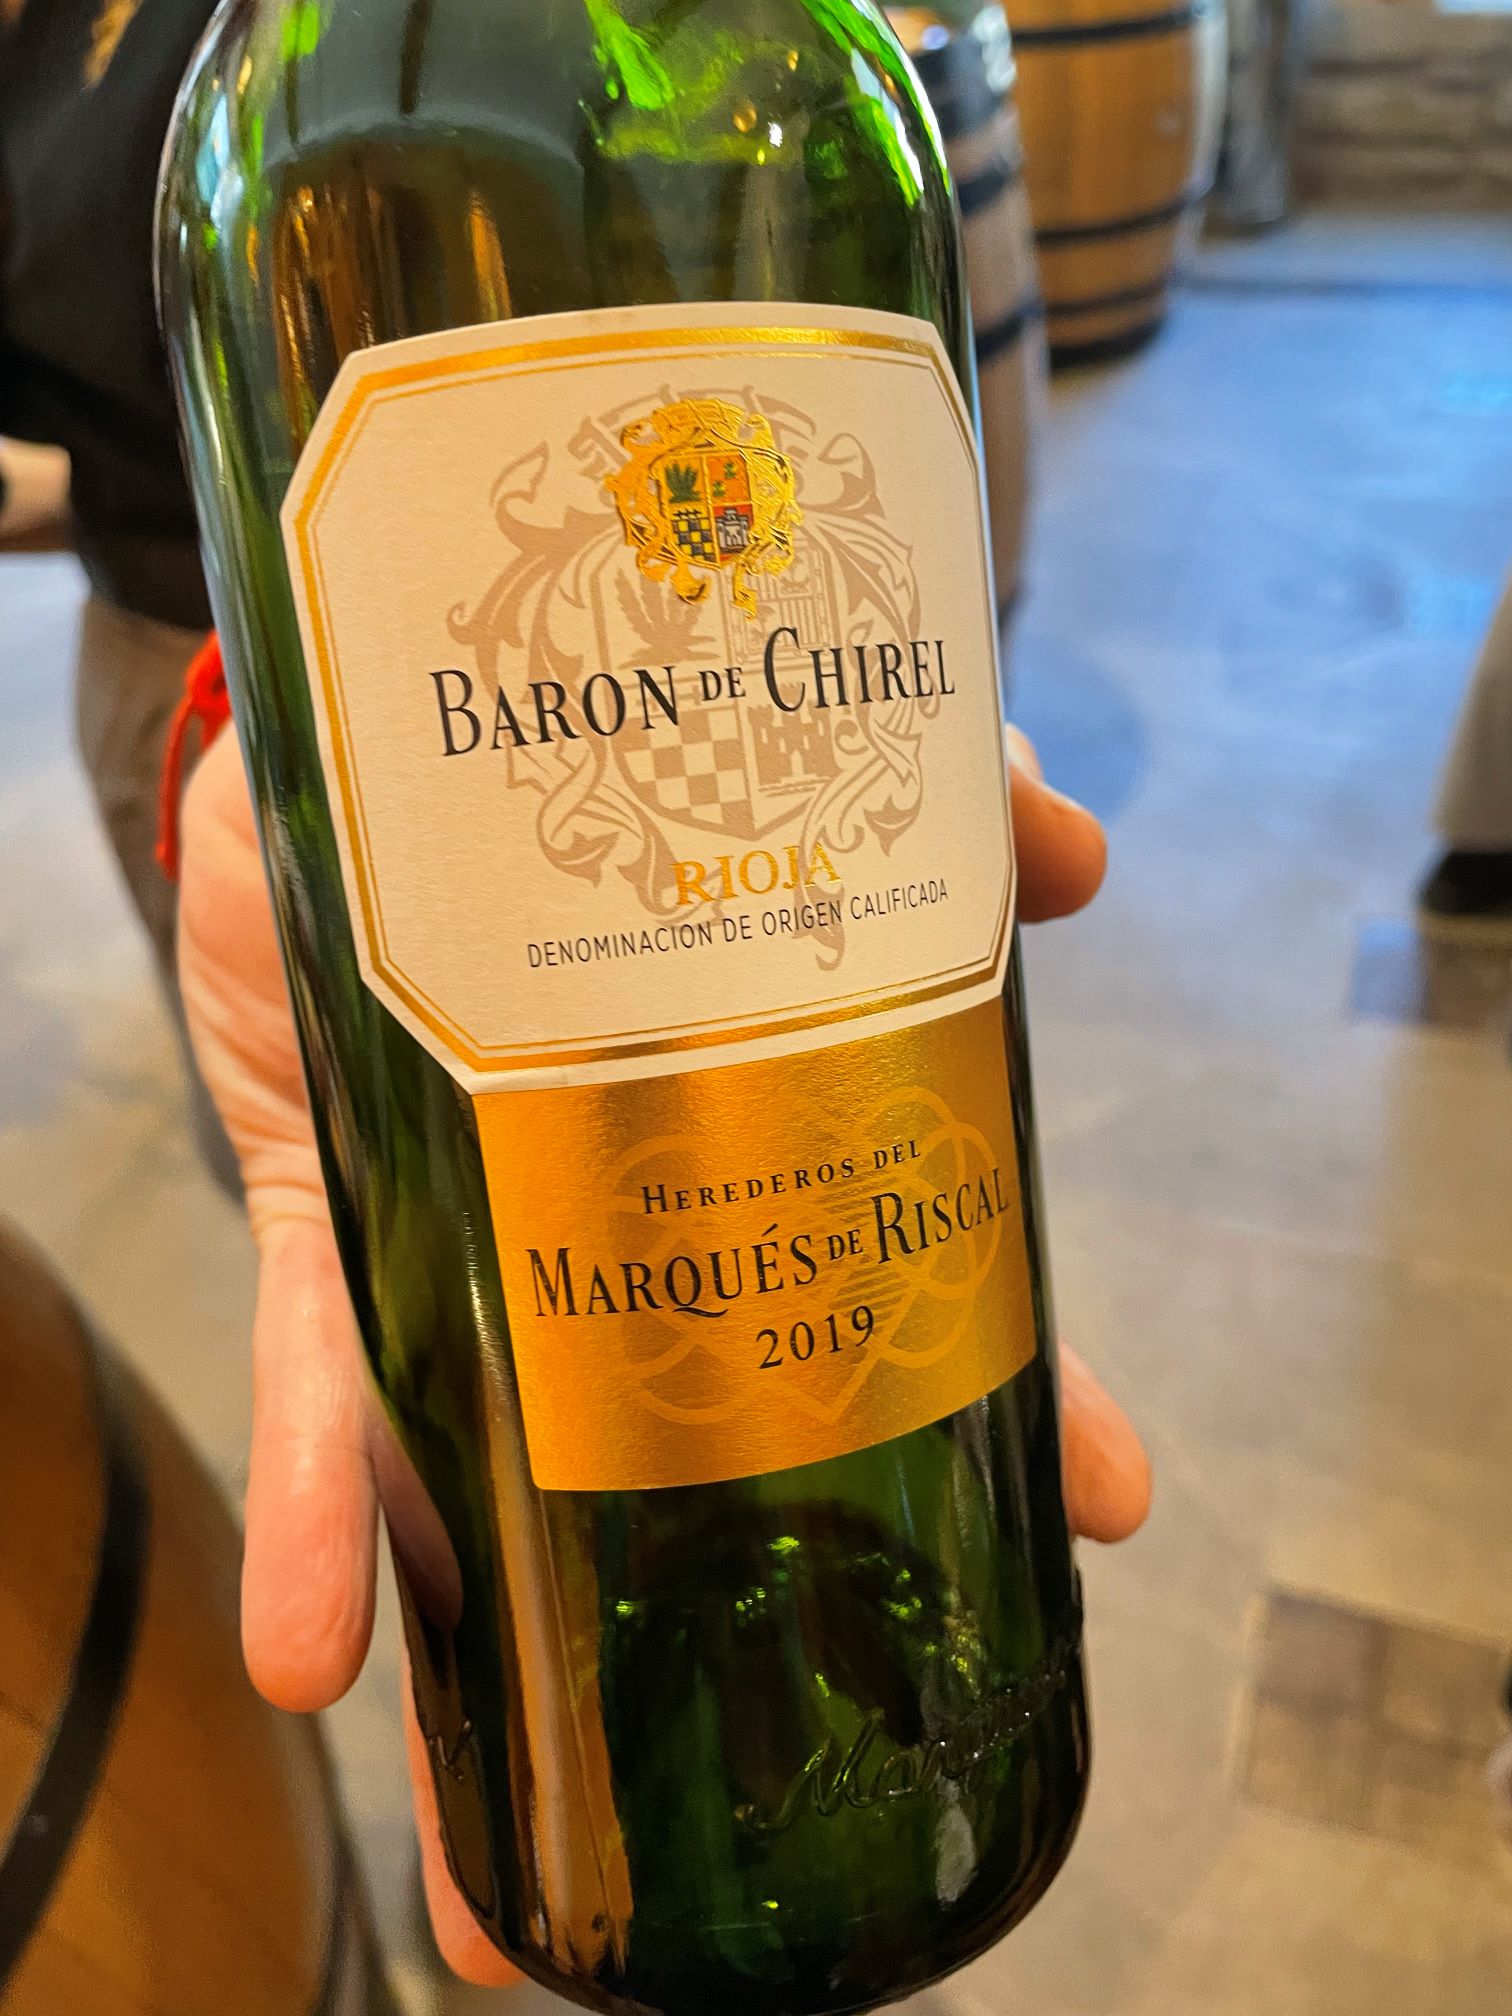 BARON DE CHIREL
RIOJA
DENOMINACION DE ORIGEN CALIFICADA
HEREDEROS DEL
MARQUÉS DE RISCAL
2019